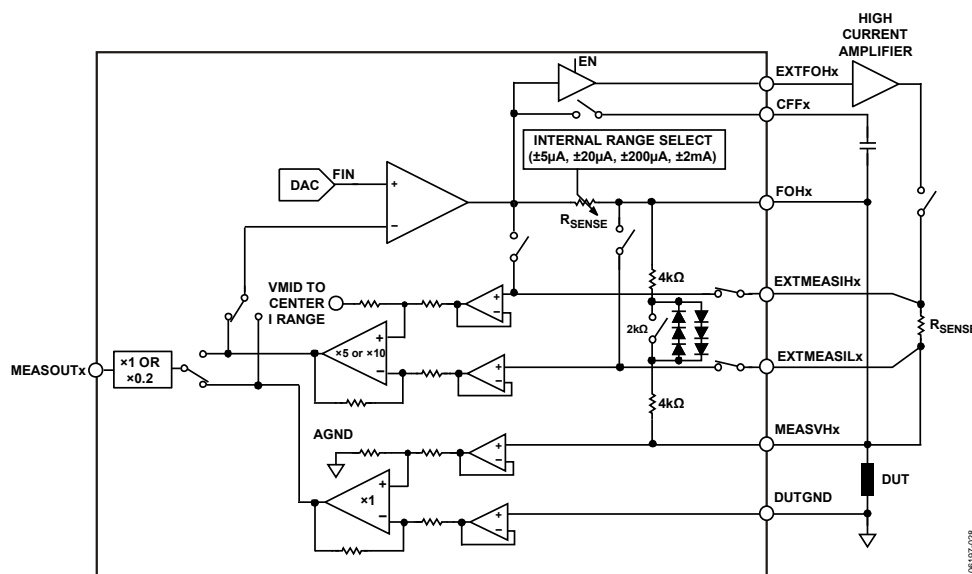 HIGH
CURRENT
AMPLIFIER
EN
EXTFOHx
CFFx
INTERNAL RANGE SELECT
(±5µA, ±20µA, ±200µA, ±2mA)
DAC
FIN
+
−
RSENSE
FOHx
4kΩ
VMID TO
CENTER
I RANGE
+
−
EXTMEASIHx
2kΩ
RSENSE
×5 or ×10
+
−
+
−
EXTMEASILx
MEASOUTx
×1 OR
×0.2
4kΩ
AGND
+
−
MEASVHx
×1
+
−
DUT
+
−
DUTGND
06197-028